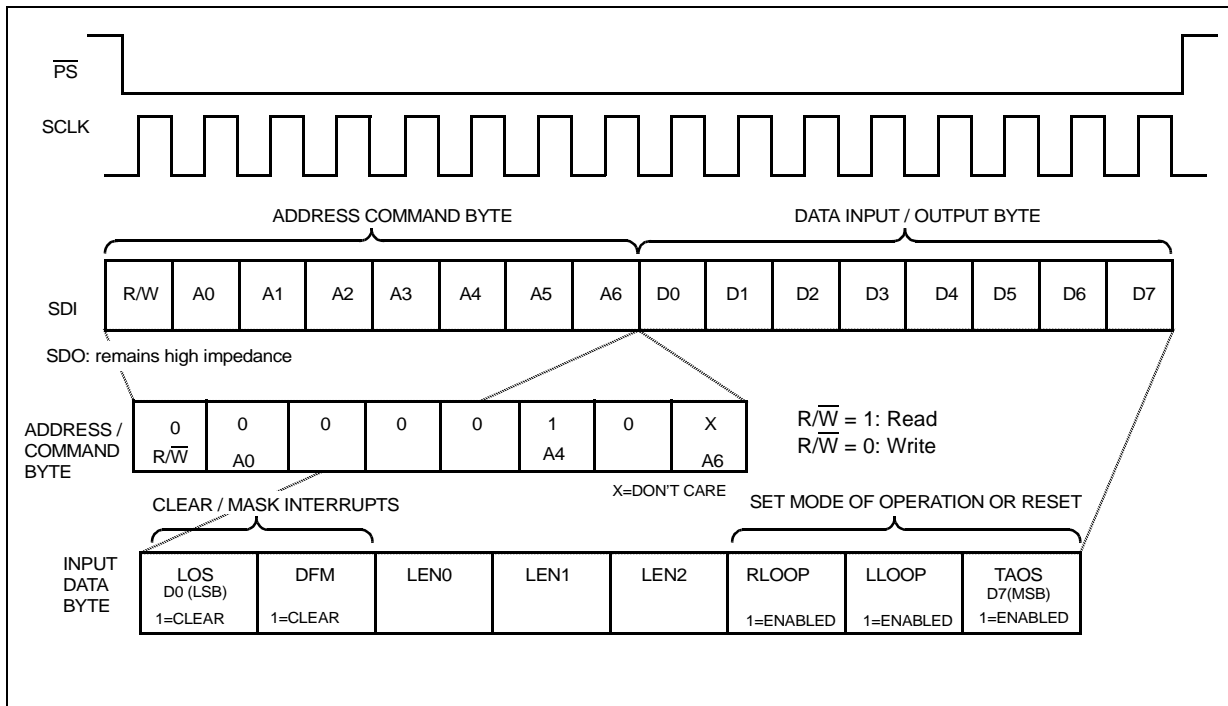 P̅S̅
SCLK
ADDRESS COMMAND BYTE
DATA INPUT / OUTPUT BYTE
SDI
R/W A0 A1 A2 A3 A4 A5 A6 D0 D1 D2 D3 D4 D5 D6 D7
SDO: remains high impedance
ADDRESS /
COMMAND
BYTE
0 0 0 0 0 1 0 X
R/W̅ A0 A4 A6
R/W̅ = 1: Read
R/W̅ = 0: Write
X=DON'T CARE
CLEAR / MASK INTERRUPTS
SET MODE OF OPERATION OR RESET
INPUT
DATA
BYTE
LOS DFM LEN0 LEN1 LEN2 RLOOP LLOOP TAOS
D0 (LSB) D7(MSB)
1=CLEAR 1=CLEAR 1=ENABLED 1=ENABLED 1=ENABLED